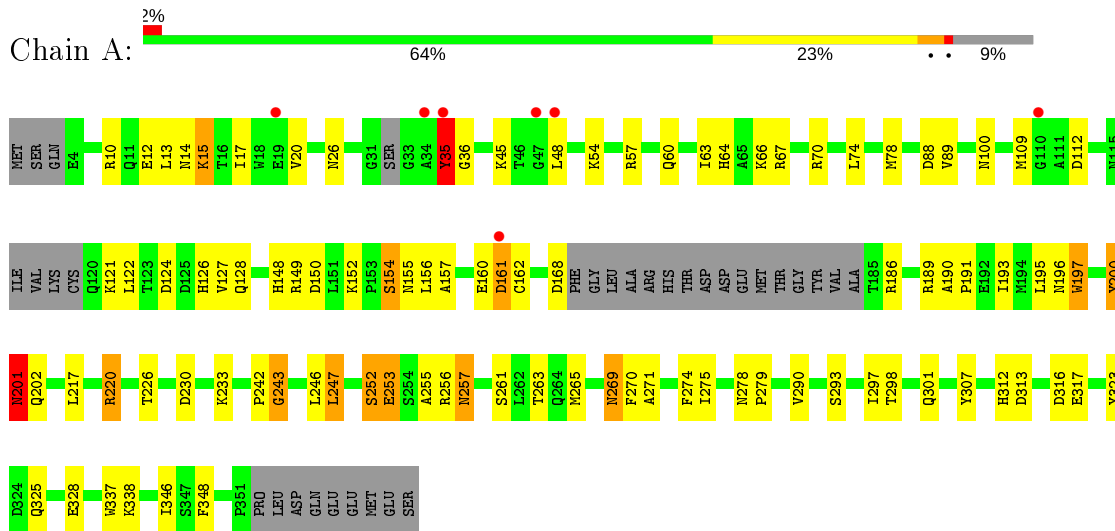 2%
Chain A:
64% 23% • • 9%
MET SER GLN E4 R10 Q11 E12 L13 N14 K15 T16 I17 W18 E19 V20 N26 G31 SER G33 A34 Y35 G36 K45 T46 G47 L48 K54 R57 Q60 I63 H64 A65 K66 R67 R70 L74 M78 D88 V89 N100 M109 G110 A111 D112 N115
ILE VAL LYS CYS Q120 K121 L122 T123 D124 D125 H126 V127 Q128 H148 R149 D150 L151 K152 P153 S154 N155 L156 A157 E160 D161 C162 D168 PHE GLY LEU ALA ARG HIS THR ASP ASP GLU MET THR GLY TYR VAL ALA T185 R186 R189 A190 P191 E192 I193 M194 L195 N196 W197 Y200
N201 Q202 L217 R220 T226 D230 K233 P242 G243 L246 L247 S252 E253 S254 A255 R256 N257 S261 L262 T263 Q264 M265 N269 F270 A271 F274 I275 N278 P279 V290 S293 I297 T298 Q301 Y307 H312 D313 D316 E317 Y323
D324 Q325 E328 W337 K338 I346 S347 F348 P351 PRO LEU ASP GLN GLU GLU MET GLU SER